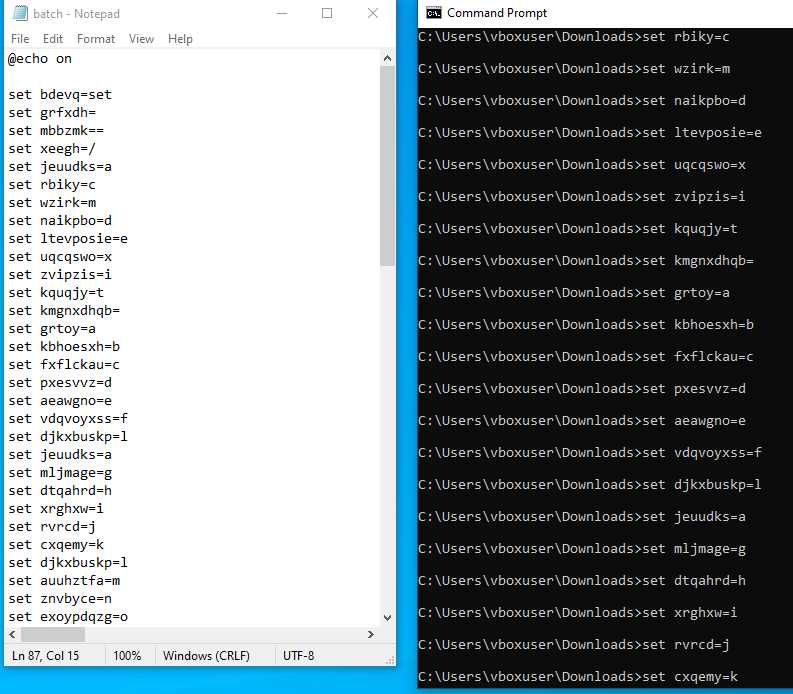 batch - Notepad
File Edit Format View Help
@echo on
set bdevq=set
set grfxdh=
set mbbzmk==
set xeegh=/
set jeuudks=a
set rbiky=c
set wzirk=m
set naikpbo=d
set ltevposie=e
set uqcqswo=x
set zvipzis=i
set kquqjy=t
set kmgnxdhqb=
set grtoy=a
set kbhoesxh=b
set fxflckau=c
set pxesvvz=d
set aeawgno=e
set vdqvoyxss=f
set djkxbuskp=l
set jeuudks=a
set mljmage=g
set dtqahrd=h
set xrghxw=i
set rvrcd=j
set cxqemy=k
set djkxbuskp=l
set auuhztfa=m
set znvbyce=n
set exoypdqzg=o
Ln 87, Col 15 100% Windows (CRLF) UTF-8
Command Prompt
C:\Users\vboxuser\Downloads>set rbiky=c
C:\Users\vboxuser\Downloads>set wzirk=m
C:\Users\vboxuser\Downloads>set naikpbo=d
C:\Users\vboxuser\Downloads>set ltevposie=e
C:\Users\vboxuser\Downloads>set uqcqswo=x
C:\Users\vboxuser\Downloads>set zvipzis=i
C:\Users\vboxuser\Downloads>set kquqjy=t
C:\Users\vboxuser\Downloads>set kmgnxdhqb=
C:\Users\vboxuser\Downloads>set grtoy=a
C:\Users\vboxuser\Downloads>set kbhoesxh=b
C:\Users\vboxuser\Downloads>set fxflckau=c
C:\Users\vboxuser\Downloads>set pxesvvz=d
C:\Users\vboxuser\Downloads>set aeawgno=e
C:\Users\vboxuser\Downloads>set vdqvoyxss=f
C:\Users\vboxuser\Downloads>set djkxbuskp=l
C:\Users\vboxuser\Downloads>set jeuudks=a
C:\Users\vboxuser\Downloads>set mljmage=g
C:\Users\vboxuser\Downloads>set dtqahrd=h
C:\Users\vboxuser\Downloads>set xrghxw=i
C:\Users\vboxuser\Downloads>set rvrcd=j
C:\Users\vboxuser\Downloads>set cxqemy=k